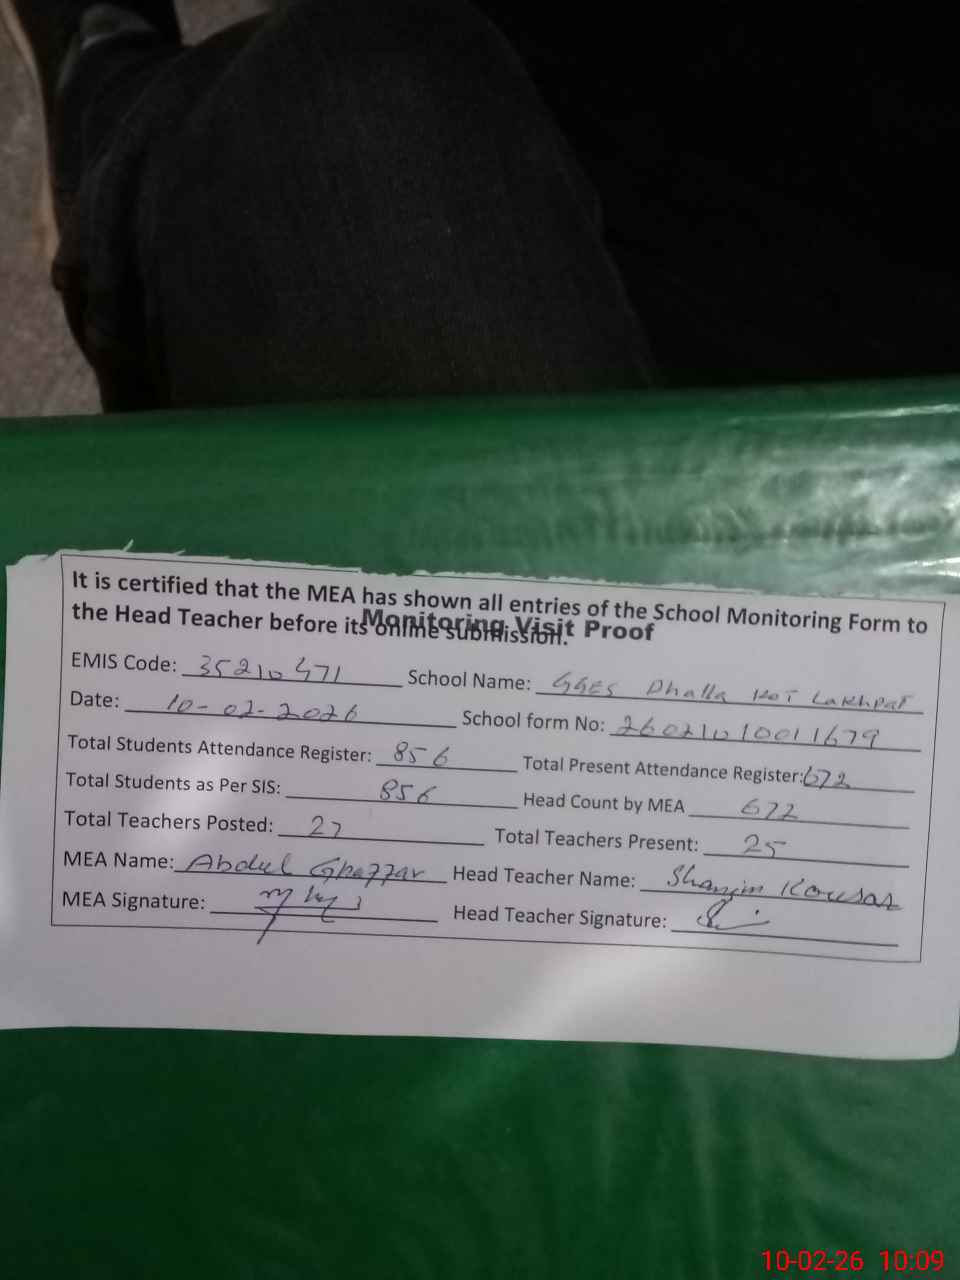 It is certified that the MEA has shown all entries of the School Monitoring Form to
the Head Teacher before its online submission.
Monitoring Visit Proof
EMIS Code: 35210471 School Name: GGES Dhalla Kot Lakhpat
Date: 10-02-2026 School form No: 26021010011679
Total Students Attendance Register: 856 Total Present Attendance Register: 672
Total Students as Per SIS: 856 Head Count by MEA 672
Total Teachers Posted: 27 Total Teachers Present: 25
MEA Name: Abdul Ghaffar Head Teacher Name: Kousar
MEA Signature: Head Teacher Signature:
10-02-26 10:09